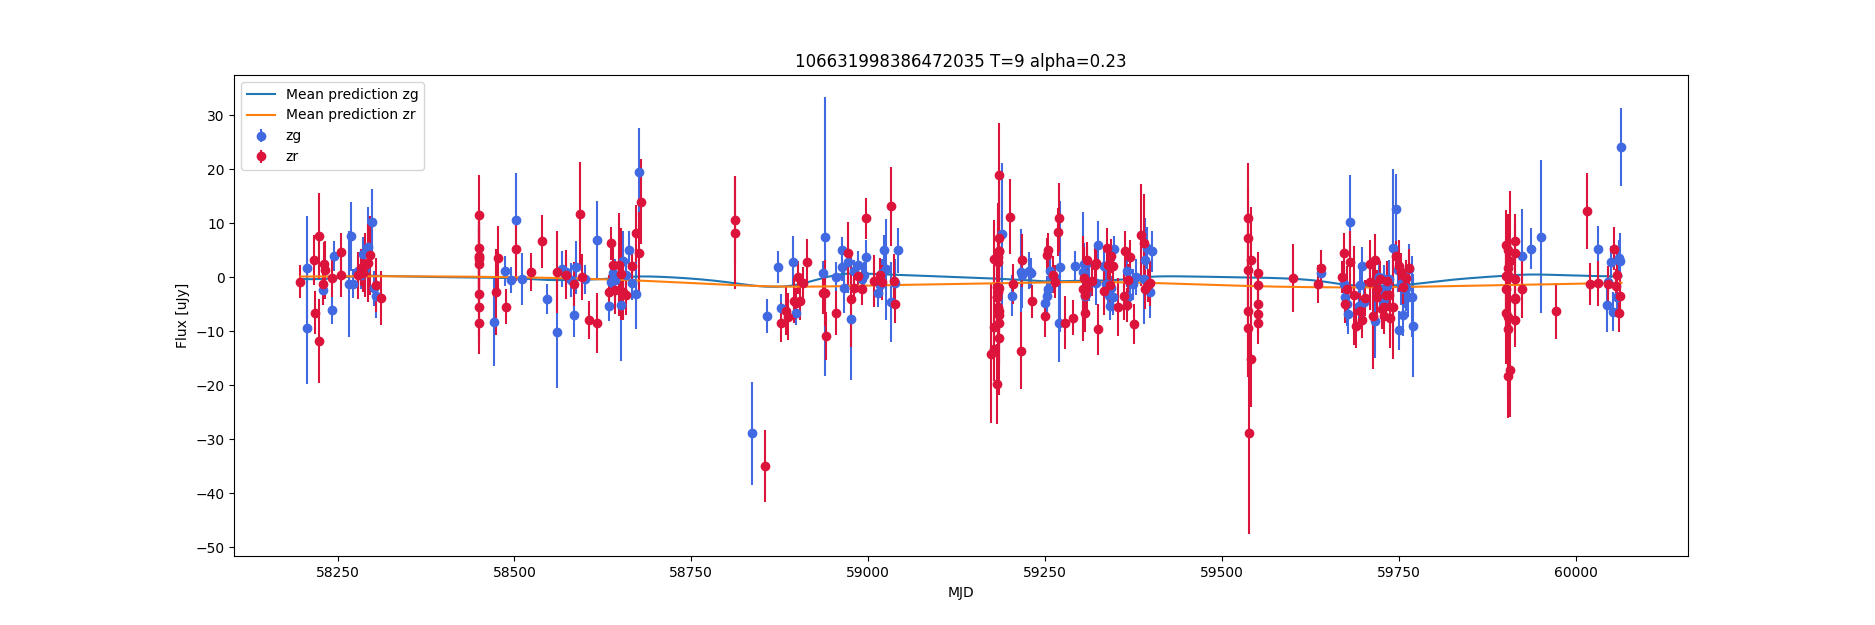 106631998386472035 T=9 alpha=0.23
Mean prediction zg
Mean prediction zr
zg
zr
30
20
10
0
−10
−20
−30
−40
−50
Flux [uJy]
58250 58500 58750 59000 59250 59500 59750 60000
MJD